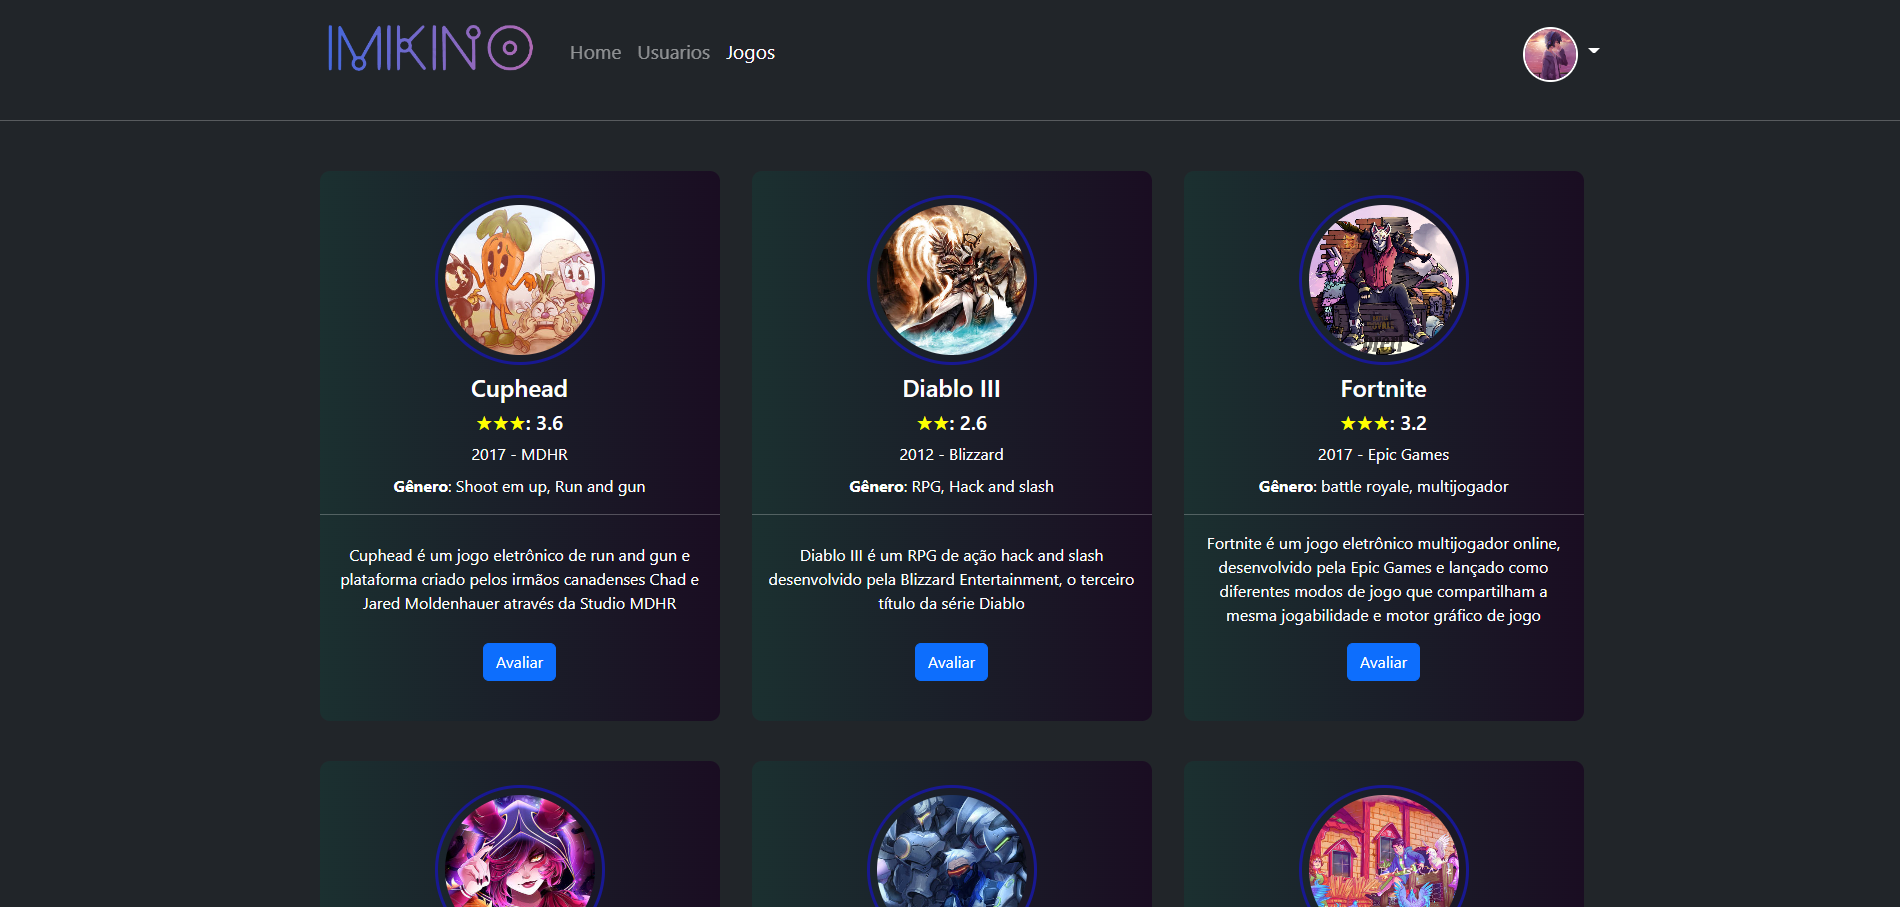 IMKINO
Home Usuarios Jogos
Cuphead
★★★: 3.6
2017 - MDHR
Gênero: Shoot em up, Run and gun
Cuphead é um jogo eletrônico de run and gun e
plataforma criado pelos irmãos canadenses Chad e
Jared Moldenhauer através da Studio MDHR
Avaliar
Diablo III
★★: 2.6
2012 - Blizzard
Gênero: RPG, Hack and slash
Diablo III é um RPG de ação hack and slash
desenvolvido pela Blizzard Entertainment, o terceiro
título da série Diablo
Avaliar
Fortnite
★★★: 3.2
2017 - Epic Games
Gênero: battle royale, multijogador
Fortnite é um jogo eletrônico multijogador online,
desenvolvido pela Epic Games e lançado como
diferentes modos de jogo que compartilham a
mesma jogabilidade e motor gráfico de jogo
Avaliar